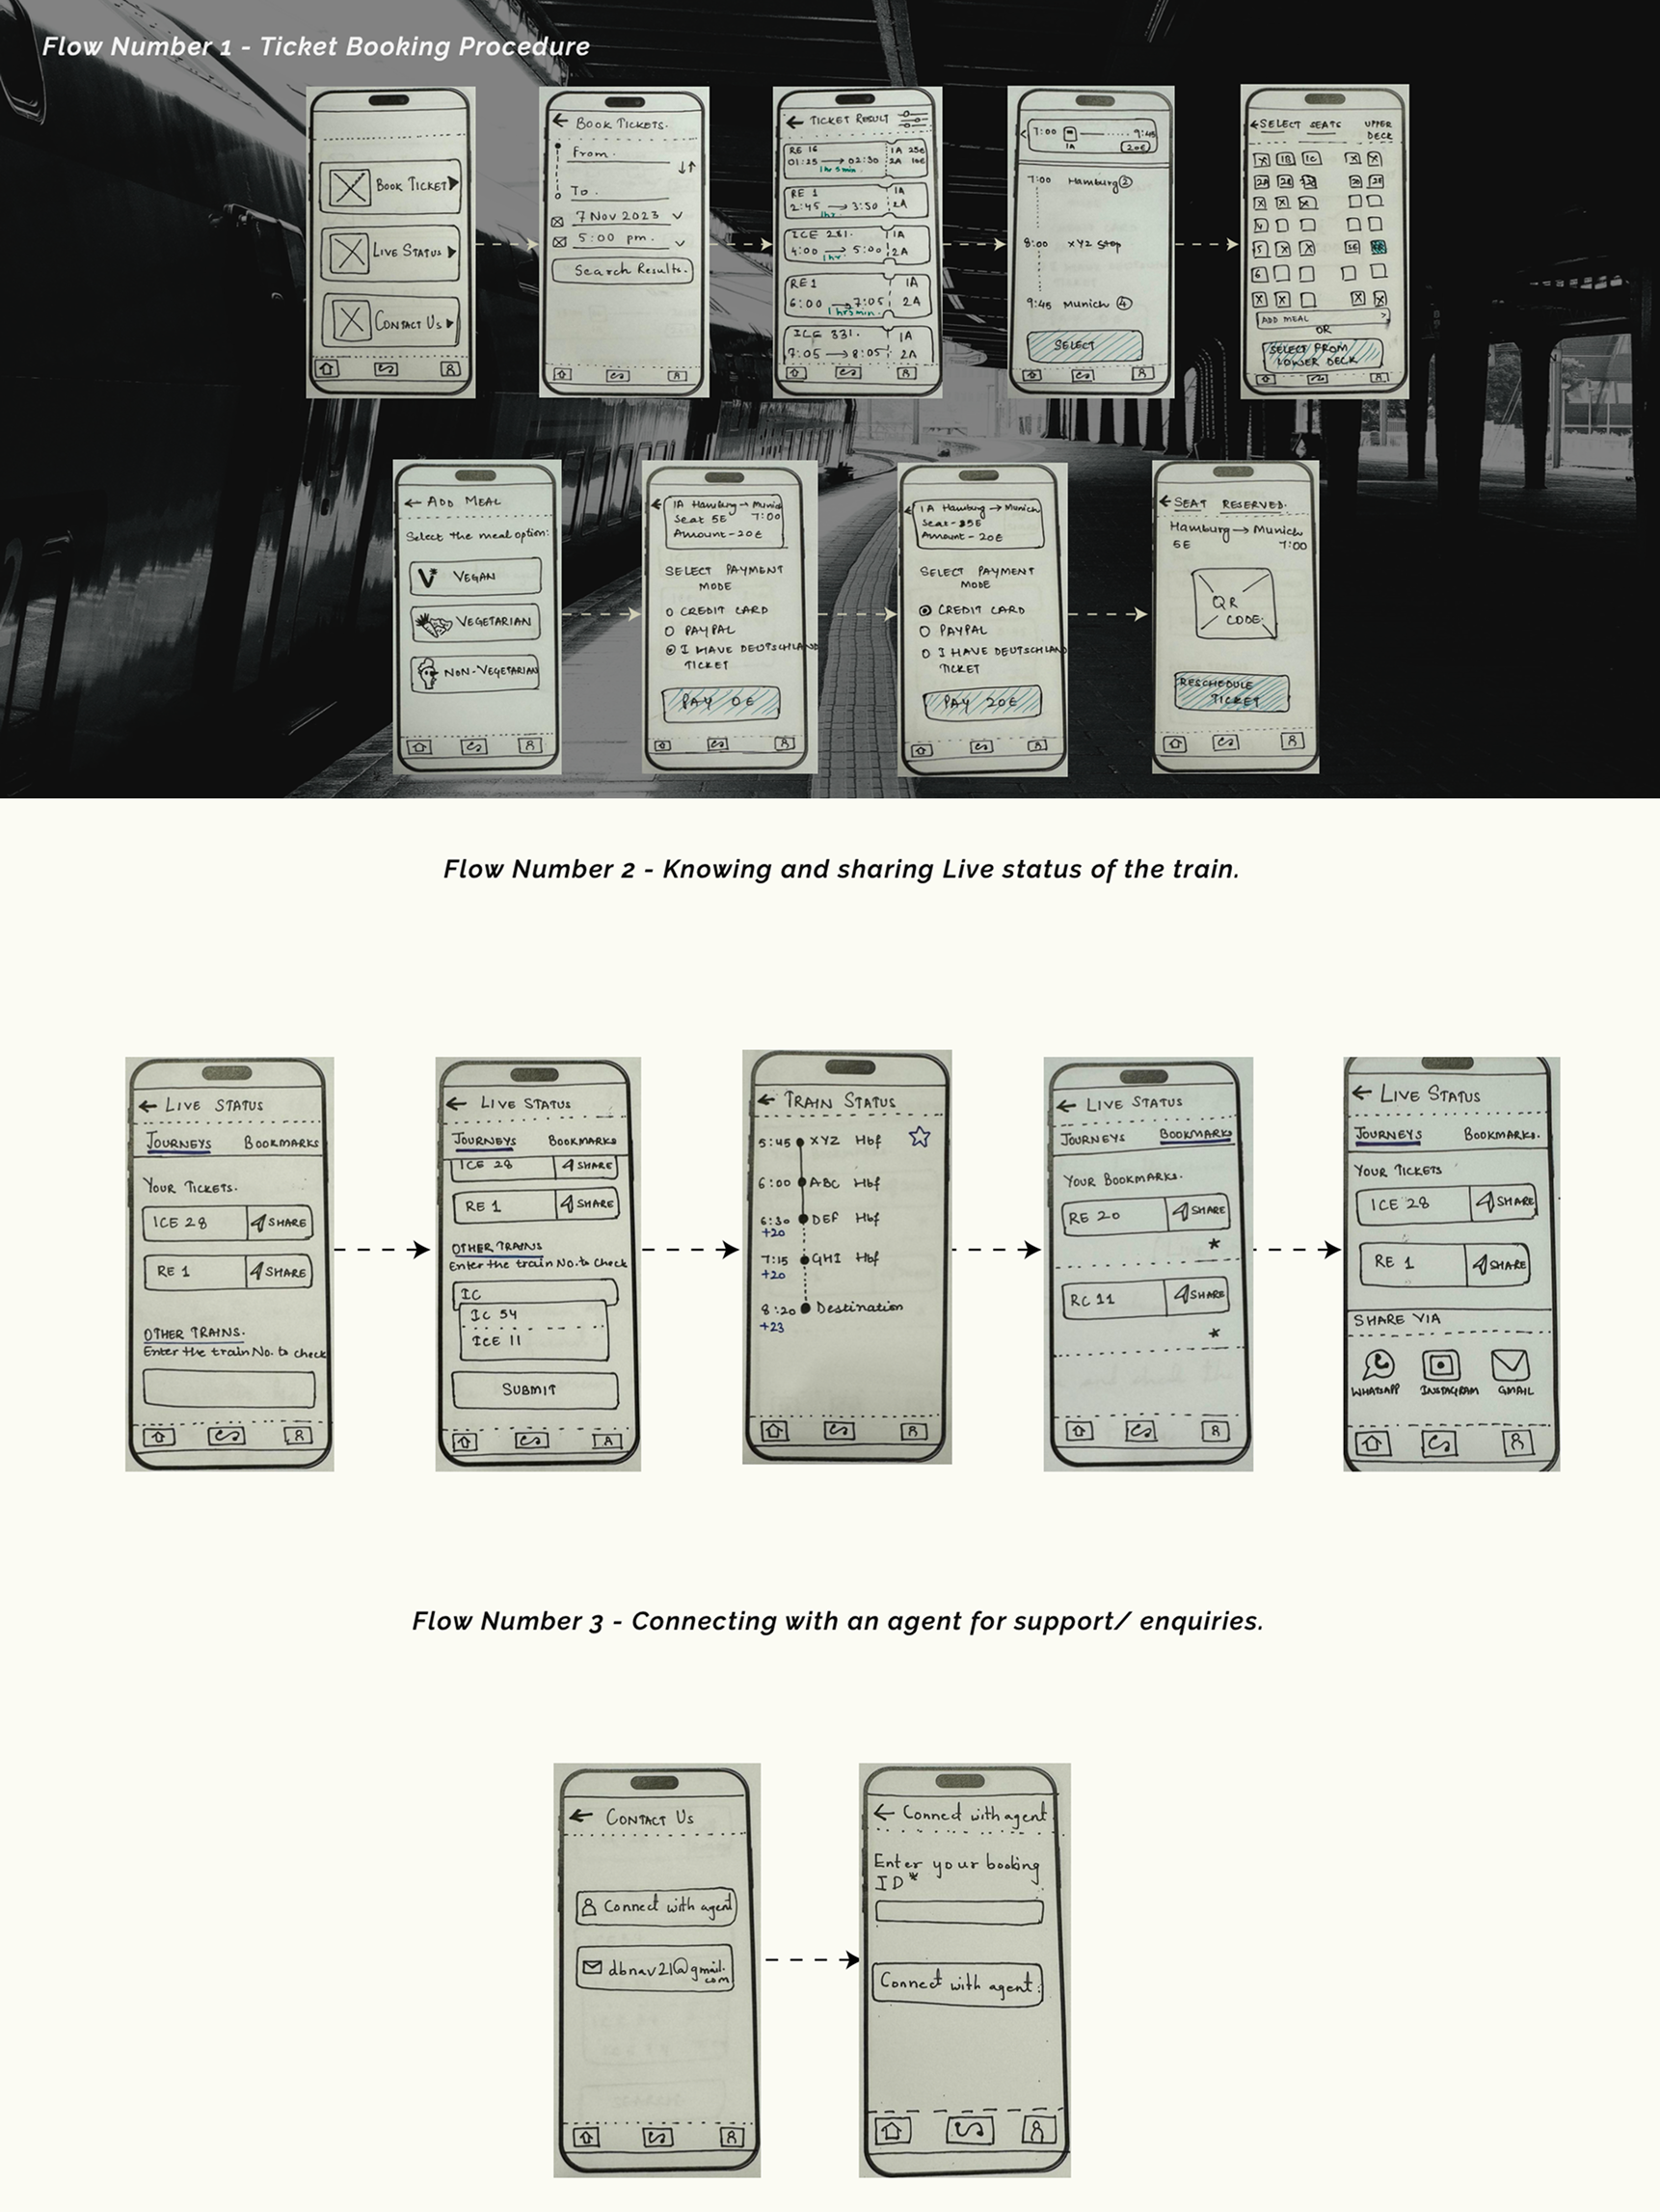 Flow Number 1 - Ticket Booking Procedure
BOOK TICKET
LIVE STATUS
CONTACT US
BOOK TICKETS.
From.
To.
7 Nov 2023
5:00 pm.
Search Results.
TICKET RESULT
RE 16
1A 25€
01:25 → 02:30
2A 10€
1hr 5min.
RE 1
1A
2:45 → 3:50
2A
1hr.
ICE 281.
1A
4:00 → 5:00
2A
1hr.
RE 1
1A
6:00 → 7:05
2A
1 hr5min.
ICE 331.
1A
7:05 → 8:05
2A
7:00
9:45
1A
20€
7:00 Hamburg 2
8:00 XYZ Stop
9:45 Munich 4
SELECT
←SELECT SEATS
UPPER
DECK
1B 1C
2A 2B
4
5
5E
6
ADD MEAL >
OR
SELECT FROM
LOWER DECK
← ADD MEAL
Select the meal option:
VEGAN
VEGETARIAN
NON-VEGETARIAN
1A Hamburg → Munich
Seat 5E 7:00
Amount - 20€
SELECT PAYMENT
MODE
CREDIT CARD
PAYPAL
I HAVE DEUTSCHLAND
TICKET
PAY 0€
1A Hamburg → Munich
Amount - 20€
SELECT PAYMENT
MODE
CREDIT CARD
PAYPAL
I HAVE DEUTSCHLAND
TICKET
PAY 20€
← SEAT RESERVED.
Hamburg → Munich
5E 7:00
QR
CODE.
RESCHEDULE
TICKET
Flow Number 2 - Knowing and sharing Live status of the train.
← LIVE STATUS
JOURNEYS BOOKMARKS
YOUR TICKETS.
ICE 28 SHARE
RE 1 SHARE
OTHER TRAINS.
Enter the train No. to check
← LIVE STATUS
JOURNEYS BOOKMARKS
ICE 28 SHARE
RE 1 SHARE
OTHER TRAINS
Enter the train No. to check
IC
Ic 54
IcE 11
SUBMIT
← TRAIN STATUS
5:45 XYZ Hbf
6:00 ABC Hbf
6:30 DEF Hbf
+20
7:15 GHI Hbf
+20
8:20 Destination
+23
← LIVE STATUS
JOURNEYS BOOKMARKS
YOUR BOOKMARKS.
RE 20 SHARE
*
RC 11 SHARE
*
← LIVE STATUS
JOURNEYS BOOKMARKS.
YOUR TICKETS
ICE 28 SHARE
RE 1 SHARE
SHARE VIA
WHATSAPP INSTAGRAM GMAIL
Flow Number 3 - Connecting with an agent for support/ enquiries.
← CONTACT US
Connect with agent
dbnav21@gmail.
com
← Connect with agent
Enter your booking
ID*
Connect with agent.